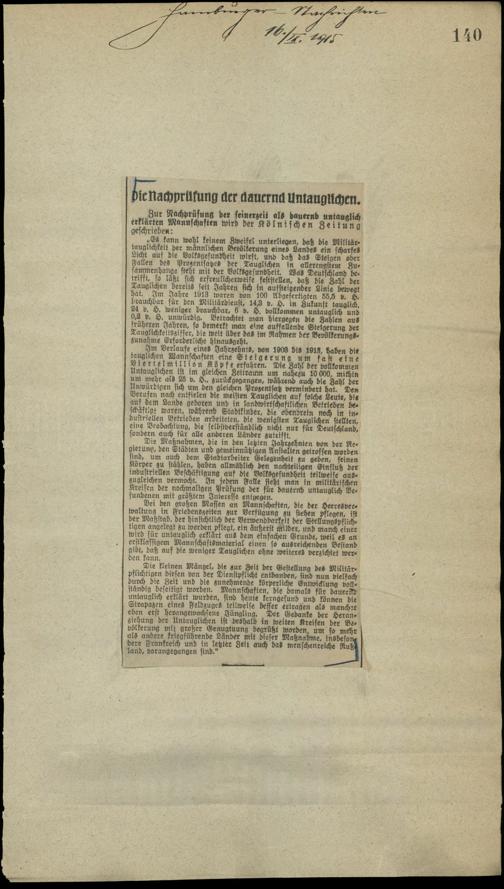 Hamburger Nachrichten
16./IX. 1915
140
Die Nachprüfung der dauernd Untauglichen.
Zur Nachprüfung der seinerzeit als dauernd untauglich
erklärten Mannschaften wird der Kölnischen Zeitung
geschrieben:
„Es kann wohl keinem Zweifel unterliegen, daß die Militär-
tauglichkeit der männlichen Bevölkerung eines Landes ein scharfes
Licht auf die Volksgesundheit wirft, und daß das Steigen oder
Fallen des Prozentsatzes der Tauglichen in allerengstem Zu-
sammenhange steht mit der Volksgesundheit. Was Deutschland be-
trifft, so läßt sich erfreulicherweise feststellen, daß die Zahl der
Tauglichen bereits seit Jahren sich in aufsteigender Linie bewegt
hat. Im Jahre 1913 waren von 100 Abgefertigten 55,5 v. H.
brauchbar für den Militärdienst, 14,3 v. H. in Zukunft tauglich,
24 v. H. weniger brauchbar, 6 v. H. vollkommen untauglich und
0,2 v. H. unwürdig. Betrachtet man hiergegen die Zahlen aus
früheren Jahren, so bemerkt man eine auffallende Steigerung der
Tauglichkeitsziffer, die weit über das im Rahmen der Bevölkerungs-
zunahme Erforderliche hinausgeht.
Im Verlaufe eines Jahrzehnts, von 1903 bis 1913, haben die
tauglichen Mannschaften eine Steigerung um fast eine
Viertelmillion Köpfe erfahren. Die Zahl der vollkommen
Untauglichen ist im gleichen Zeitraum um nahezu 10 000, mithin
um mehr als 25 v. H., zurückgegangen, während auch die Zahl der
Unwürdigen sich um den gleichen Prozentsatz vermindert hat. Den
Berufen nach entfielen die meisten Tauglichen auf solche Leute, die
auf dem Lande geboren und in landwirtschaftlichen Betrieben be-
schäftigt waren, während Stadtkinder, die obendrein noch in in-
dustriellen Betrieben arbeiteten, die wenigsten Tauglichen stellten,
eine Beobachtung, die selbstverständlich nicht nur für Deutschland,
sondern auch für alle anderen Länder zutrifft.
Die Maßnahmen, die in den letzten Jahrzehnten von der Re-
gierung, den Städten und gemeinnützigen Anstalten getroffen worden
sind, um auch dem Stadtarbeiter Gelegenheit zu geben, seinen
Körper zu stählen, haben allmählich den nachteiligen Einfluß der
industriellen Beschäftigung auf die Volksgesundheit teilweise aus-
zugleichen vermocht. In jedem Falle sieht man in militärischen
Kreisen der nochmaligen Prüfung der für dauernd untauglich Be-
fundenen mit größtem Interesse entgegen.
Bei den großen Massen an Mannschaften, die der Heeresver-
waltung in Friedenszeiten zur Verfügung zu stehen pflegen, ist
der Maßstab, der hinsichtlich der Verwendbarkeit der Stellungspflich-
tigen angelegt zu werden pflegt, ein äußerst milder, und manch einer
wird für untauglich erklärt aus dem einfachen Grunde, weil es an
erstklassigem Mannschaftsmaterial einen so ausreichenden Bestand
gibt, daß auf die weniger Tauglichen ohne weiteres verzichtet wer-
den kann.
Die kleinen Mängel, die zur Zeit der Gestellung des Militär-
pflichtigen diesen von der Dienstpflicht entbanden, sind nun vielfach
durch die Zeit und die zunehmende körperliche Entwicklung voll-
ständig beseitigt worden. Mannschaften, die damals für dauernd
untauglich erklärt wurden, sind heute kerngesund und können die
Strapazen eines Feldzuges teilweise besser ertragen als mancher
eben erst herangewachsene Jüngling. Der Gedanke der Heran-
ziehung der Untauglichen ist deshalb in weiten Kreisen der Be-
völkerung mit großer Genugtuung begrüßt worden, um so mehr
als andere kriegführende Länder mit dieser Maßnahme, insbeson-
dere Frankreich und in letzter Zeit auch das menschenreiche Ruß-
land, vorangegangen sind."